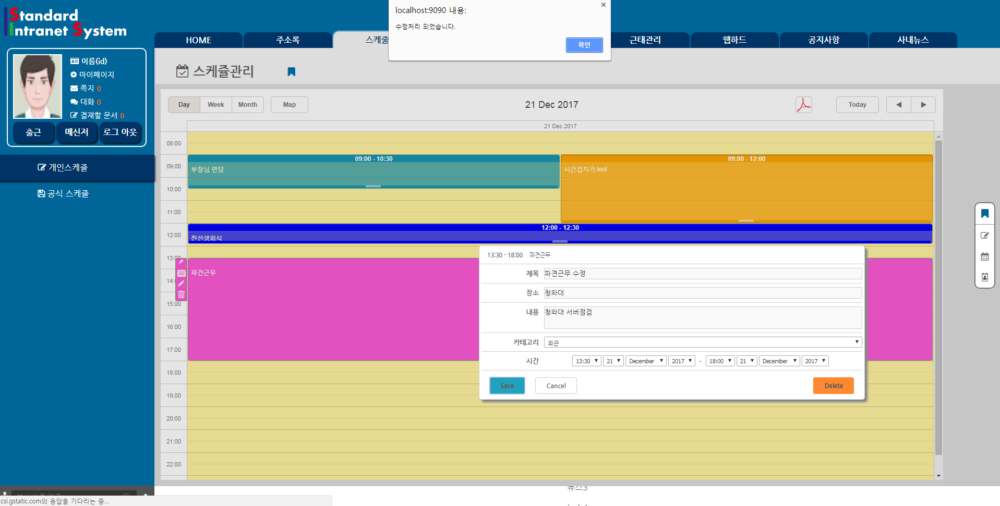 Standard
Intranet System
localhost:9090 내용:
수정처리 되었습니다.
확인
HOME
주소록
스케줄
근태관리
웹하드
공지사항
사내뉴스
이름(id)
마이페이지
쪽지 0
대화 0
결재할 문서 0
출근
메신저
로그 아웃
개인스케줄
공식 스케줄
스케쥴관리
Day
Week
Month
Map
21 Dec 2017
Today
21 Dec 2017
08:00
09:00
10:00
11:00
12:00
13:00
14:
15:00
16:00
17:00
18:00
19:00
20:00
21:00
22:00
09:00 - 10:30
부장님 면담
09:00 - 12:00
시간겹치기 test
12:00 - 12:30
전선생회식
파견근무
13:30 - 18:00 파견근무
제목 파견근무 수정
장소 청와대
내용 청와대 서버점검
카테고리 외근
시간 13:30 21 December 2017 - 18:00 21 December 2017
Save
Cancel
Delete
뉴스3
csi.gstatic.com의 응답을 기다리는 중...